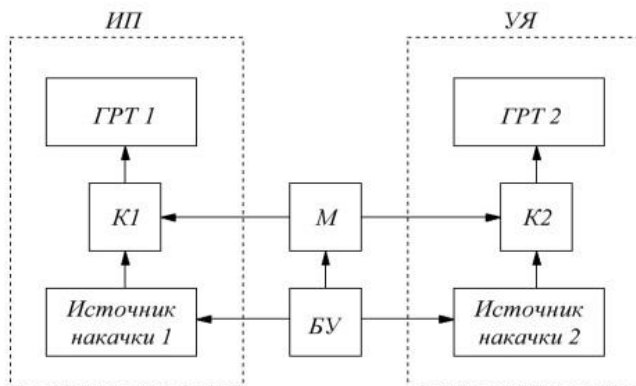 ИП
УЯ
ГРТ 1
ГРТ 2
К1
М
К2
Источник
накачки 1
БУ
Источник
накачки 2